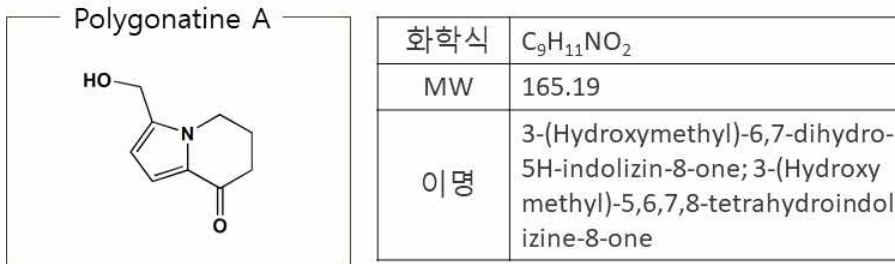 Polygonatine A
HO
N
O
화학식 C₉H₁₁NO₂
MW 165.19
이명 3-(Hydroxymethyl)-6,7-dihydro-
5H-indolizin-8-one; 3-(Hydroxy
methyl)-5,6,7,8-tetrahydroindol
izine-8-one